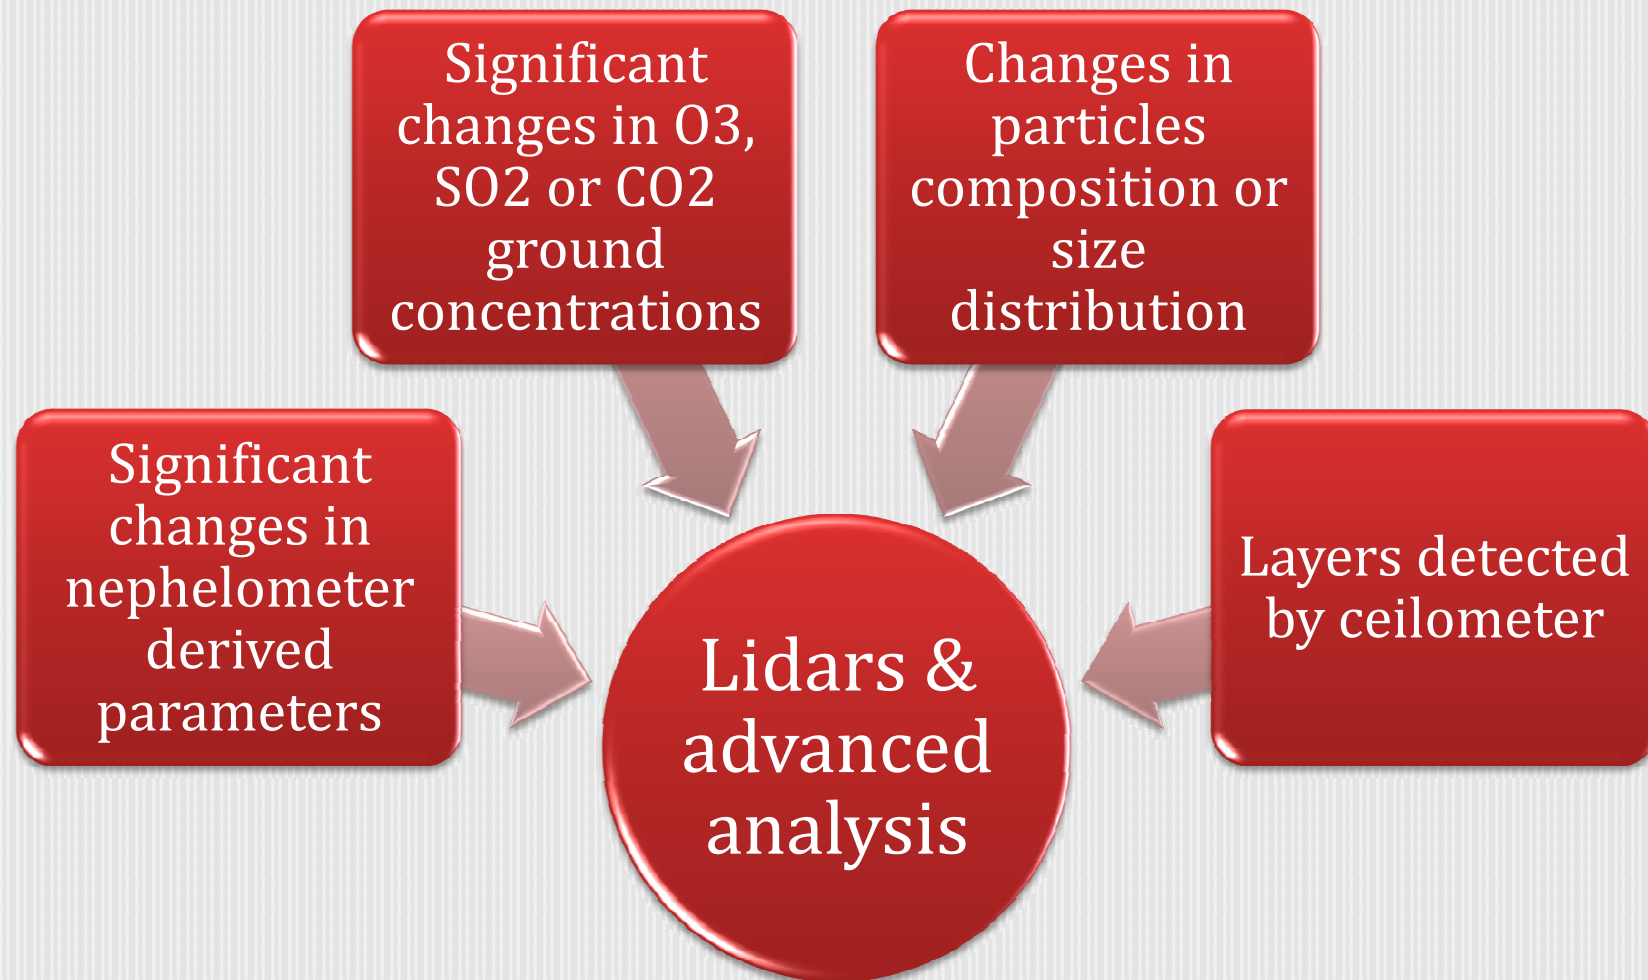 Significant
changes in O3,
SO2 or CO2
ground
concentrations
Changes in
particles
composition or
size
distribution
Significant
changes in
nephelometer
derived
parameters
Layers detected
by ceilometer
Lidars &
advanced
analysis